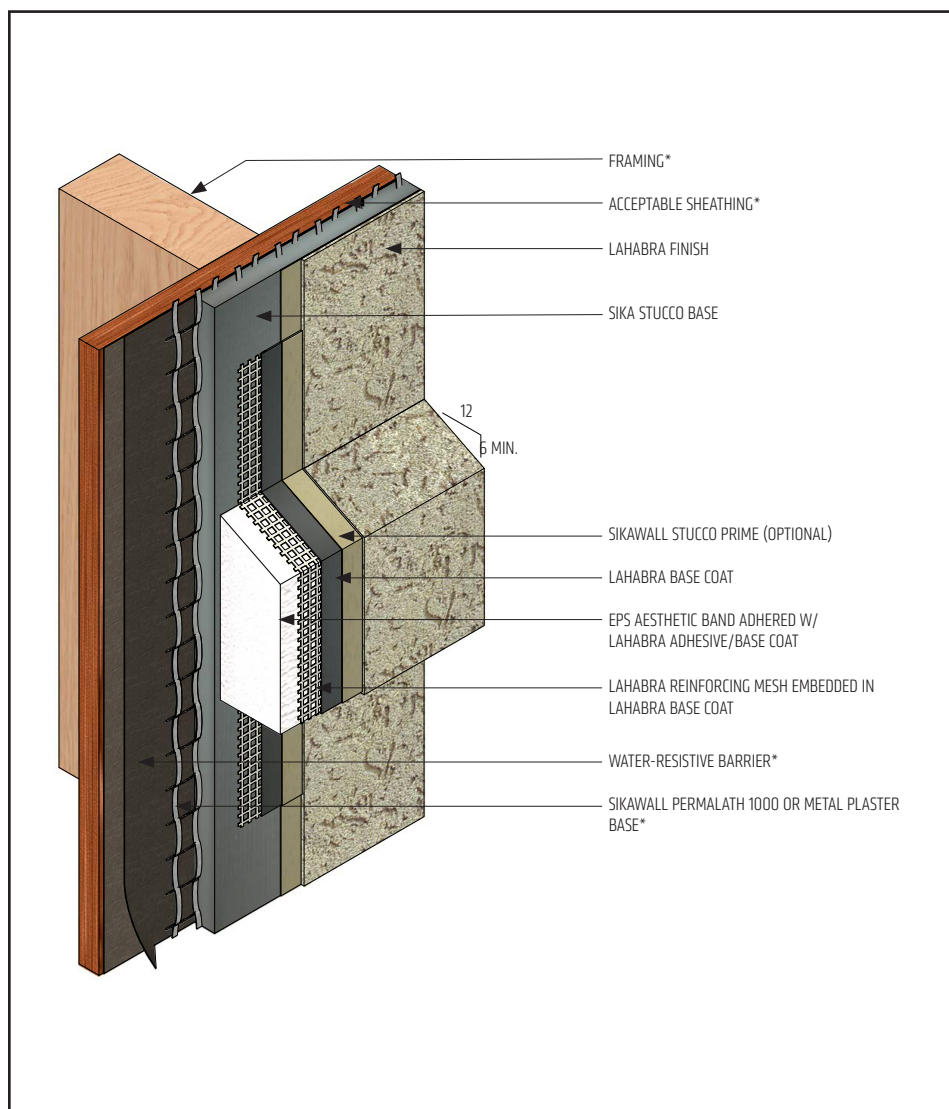 FRAMING*
ACCEPTABLE SHEATHING*
LAHABRA FINISH
SIKA STUCCO BASE
12
6 MIN.
SIKAWALL STUCCO PRIME (OPTIONAL)
LAHABRA BASE COAT
EPS AESTHETIC BAND ADHERED W/
LAHABRA ADHESIVE/BASE COAT
LAHABRA REINFORCING MESH EMBEDDED IN
LAHABRA BASE COAT
WATER-RESISTIVE BARRIER*
SIKAWALL PERMALATH 1000 OR METAL PLASTER
BASE*